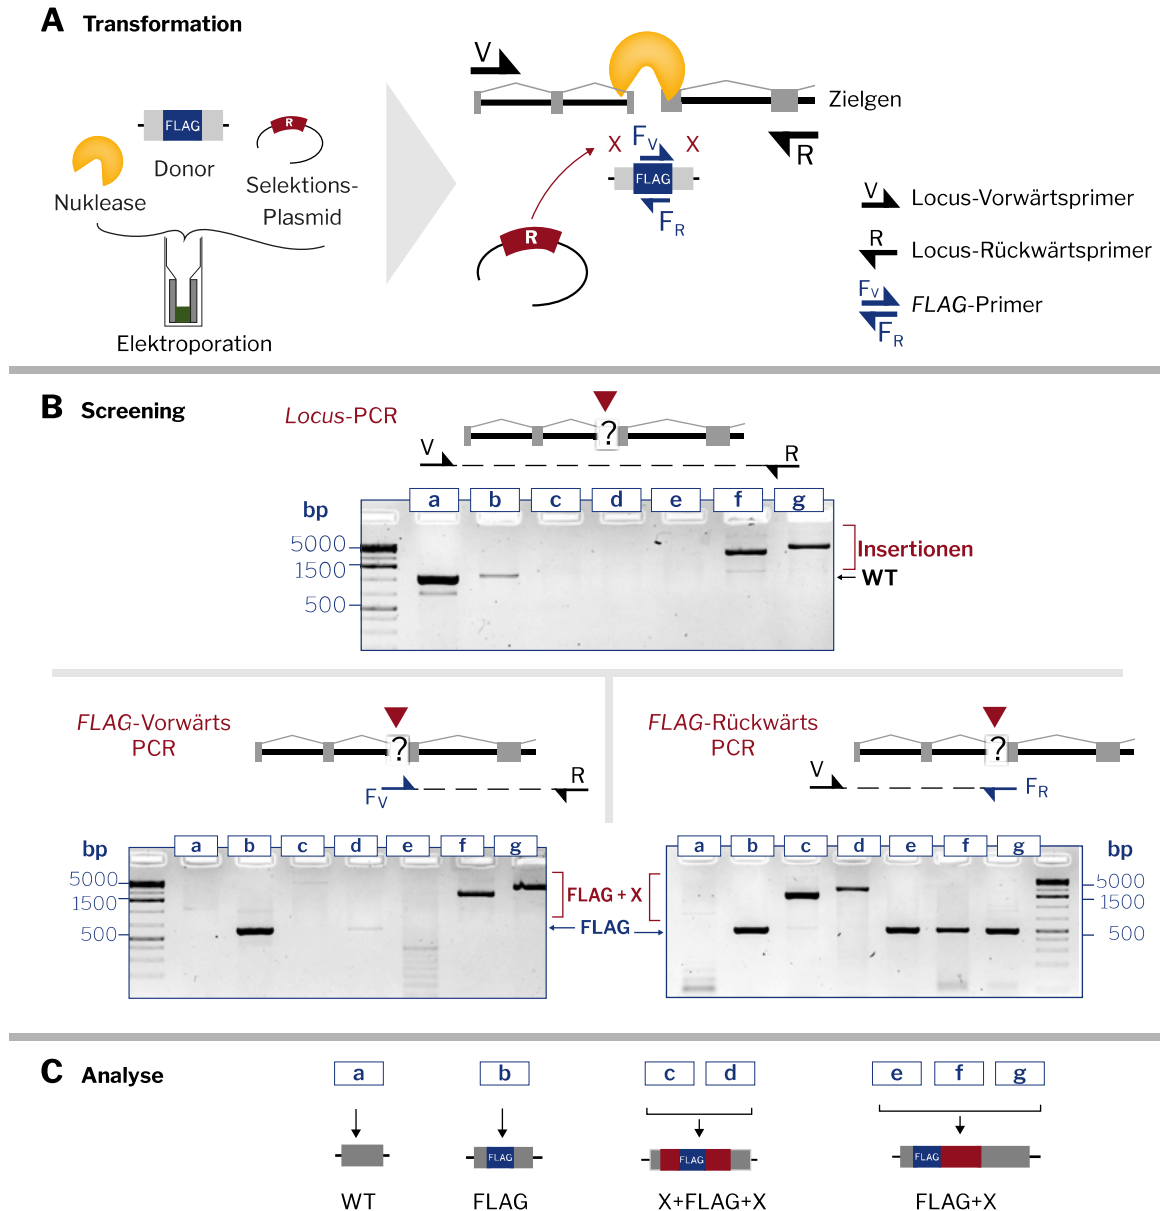 A Transformation
FLAG
R
Donor
Nuklease
Selektions-
Plasmid
Elektroporation
V
Zielgen
X
FV
X
R
FLAG
FR
R
V
Locus-Vorwärtsprimer
R
Locus-Rückwärtsprimer
FV
FLAG-Primer
FR
B Screening
Locus-PCR
?
V
R
a b c d e f g
bp
5000
1500
500
Insertionen
WT
FLAG-Vorwärts
PCR
?
FV
R
a b c d e f g
bp
5000
1500
500
FLAG + X
FLAG
FLAG-Rückwärts
PCR
?
V
FR
a b c d e f g
bp
5000
1500
500
C Analyse
a b c d e f g
FLAG FLAG FLAG
WT FLAG X+FLAG+X FLAG+X